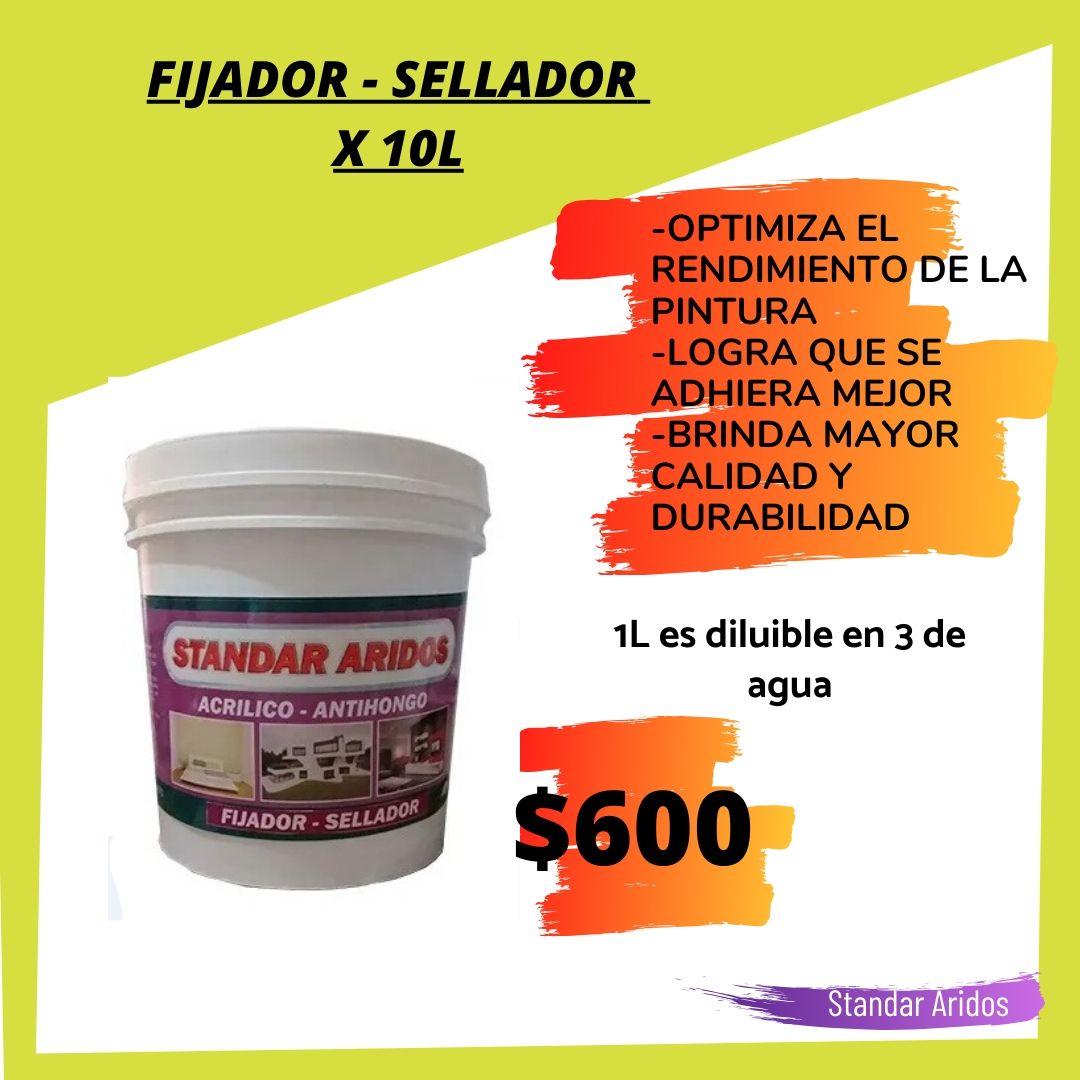 FIJADOR - SELLADOR
X 10L
-OPTIMIZA EL
RENDIMIENTO DE LA
PINTURA
-LOGRA QUE SE
ADHIERA MEJOR
-BRINDA MAYOR
CALIDAD Y
DURABILIDAD
STANDAR ARIDOS
ACRILICO - ANTIHONGO
FIJADOR - SELLADOR
1L es diluible en 3 de
agua
$600
Standar Aridos